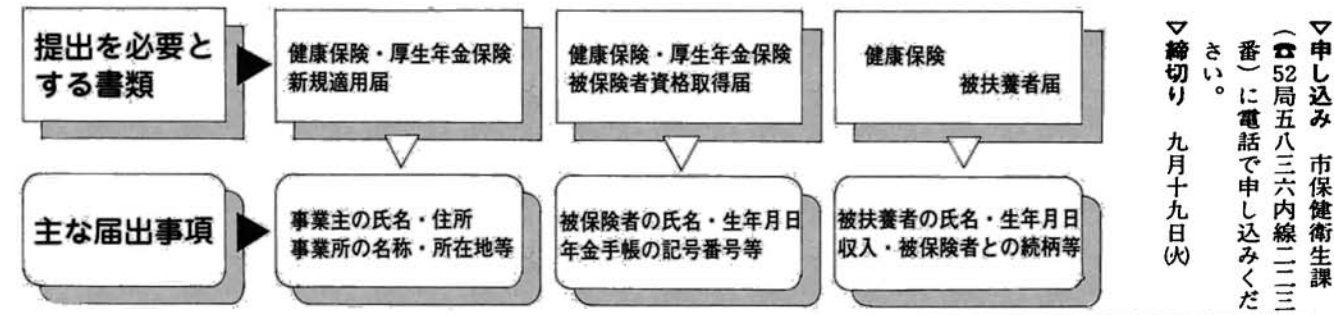 ▽申し込み 市保健衛生課
(☎52局五八三六内線二二三
番)に電話で申し込みくだ
さい。
▽締切り 九月十九日㈫
提出を必要と
する書類
健康保険・厚生年金保険
新規適用届
健康保険・厚生年金保険
被保険者資格取得届
健康保険
被扶養者届
主な届出事項
事業主の氏名・住所
事業所の名称・所在地等
被保険者の氏名・生年月日
年金手帳の記号番号等
被扶養者の氏名・生年月日
収入・被保険者との続柄等